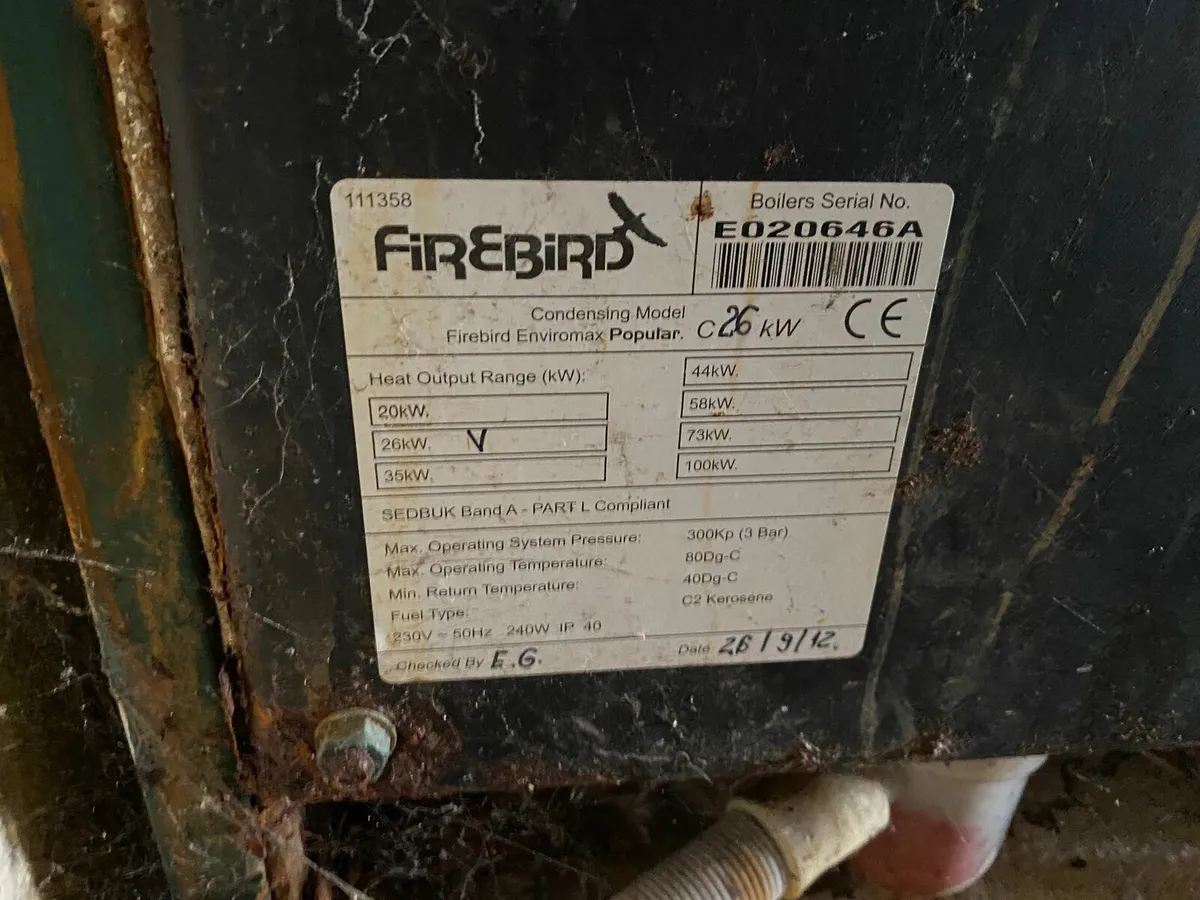 111358
FiREBiRD
Boilers Serial No.
E020646A
Condensing Model
Firebird Enviromax Popular. C26 kW CE
Heat Output Range (kW):
20kW.
26kW. V
35kW.
44kW.
58kW.
73kW.
100kW.
SEDBUK Band A - PART L Compliant
Max. Operating System Pressure: 300Kp (3 Bar)
Max. Operating Temperature: 80Dg-C
Min. Return Temperature: 40Dg-C
Fuel Type: C2 Kerosene
230V ~ 50Hz 240W IP 40
Checked By E.G. Date 26/9/12.